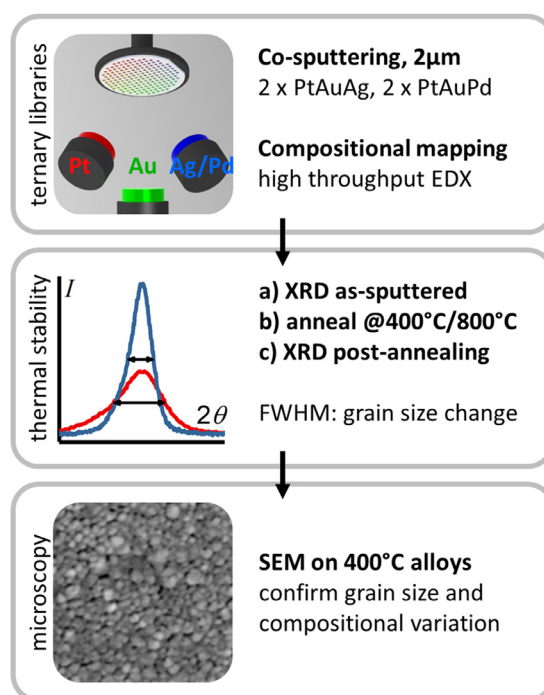 ternary libraries
Pt
Au
Ag/Pd
Co-sputtering, 2μm
2 x PtAuAg, 2 x PtAuPd
Compositional mapping
high throughput EDX
thermal stability
I
2θ
a) XRD as-sputtered
b) anneal @400°C/800°C
c) XRD post-annealing
FWHM: grain size change
microscopy
SEM on 400°C alloys
confirm grain size and
compositional variation